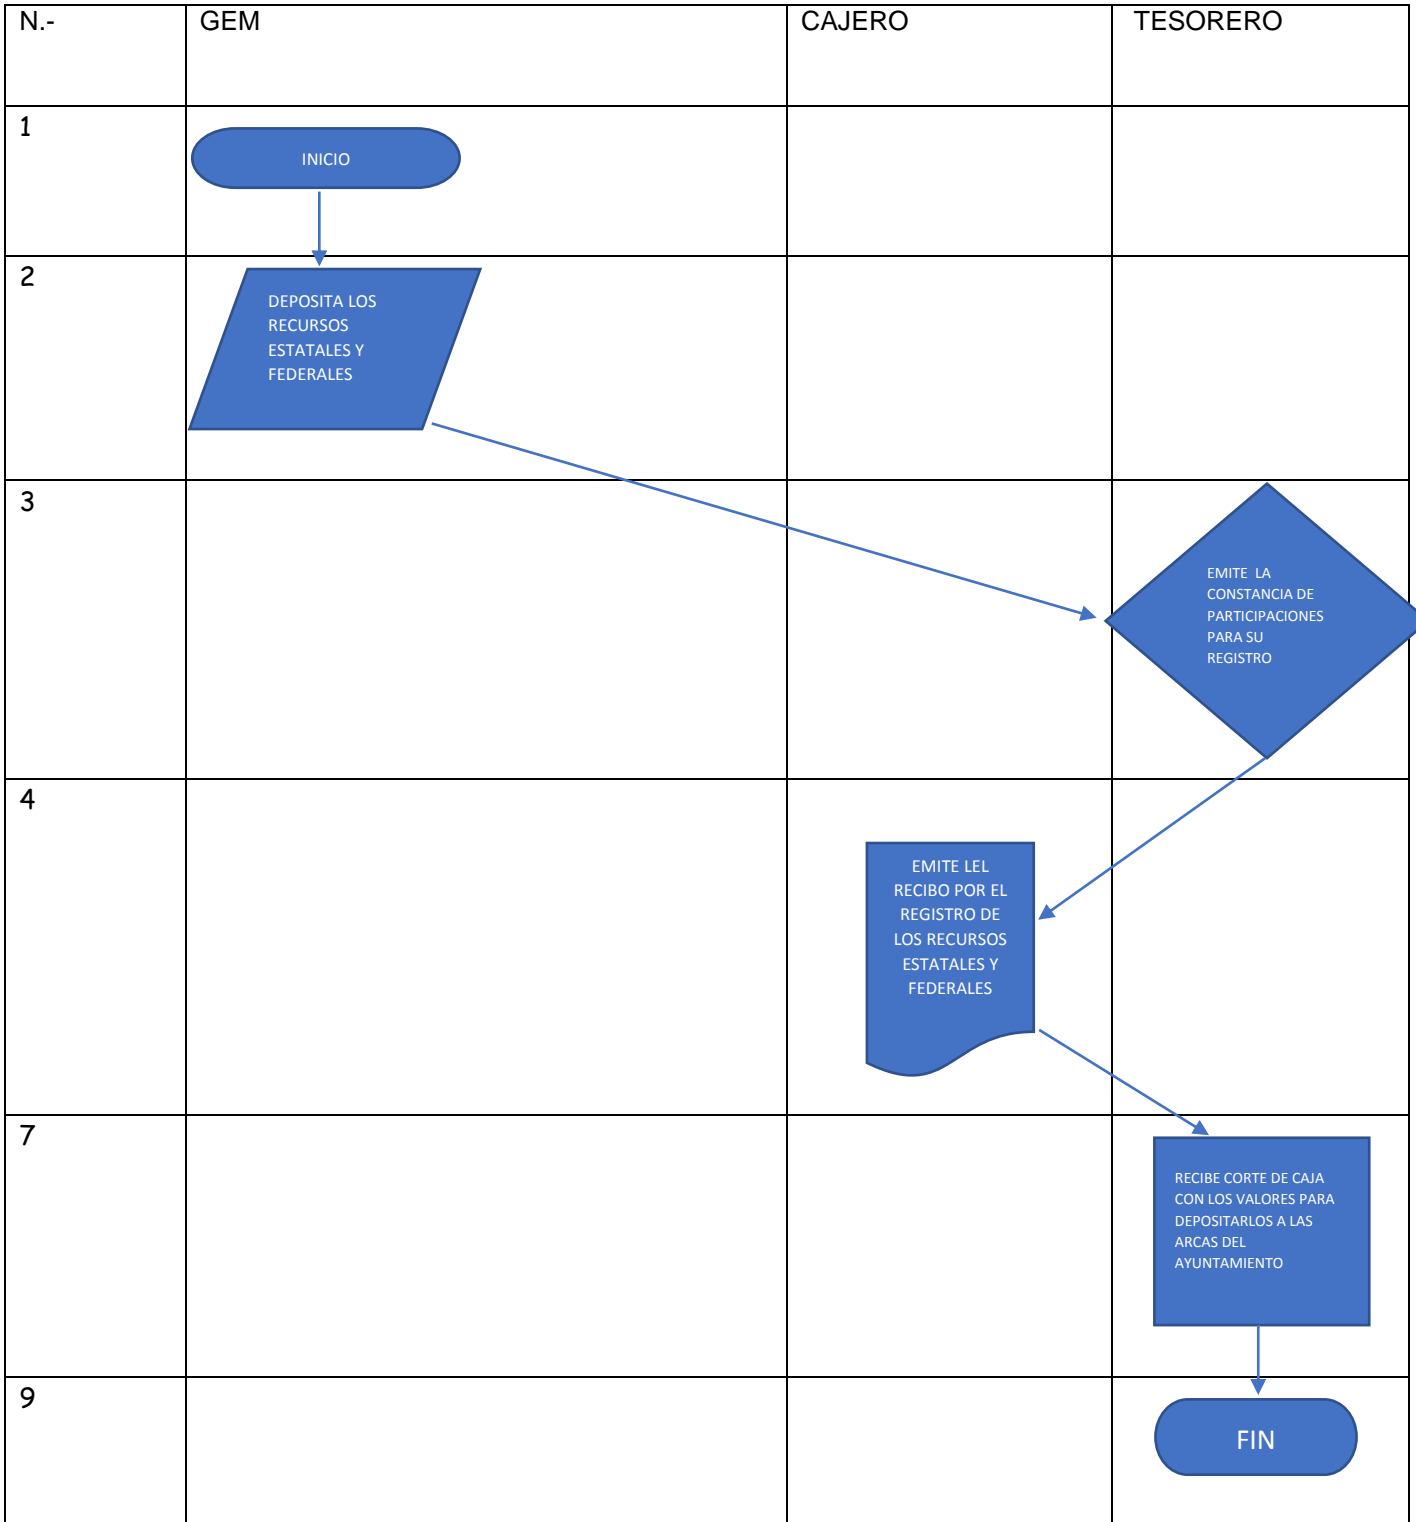 N.- GEM CAJERO TESORERO
1
INICIO
2
DEPOSITA LOS
RECURSOS
ESTATALES Y
FEDERALES
3
EMITE LA
CONSTANCIA DE
PARTICIPACIONES
PARA SU
REGISTRO
4
EMITE LEL
RECIBO POR EL
REGISTRO DE
LOS RECURSOS
ESTATALES Y
FEDERALES
7
RECIBE CORTE DE CAJA
CON LOS VALORES PARA
DEPOSITARLOS A LAS
ARCAS DEL
AYUNTAMIENTO
9
FIN